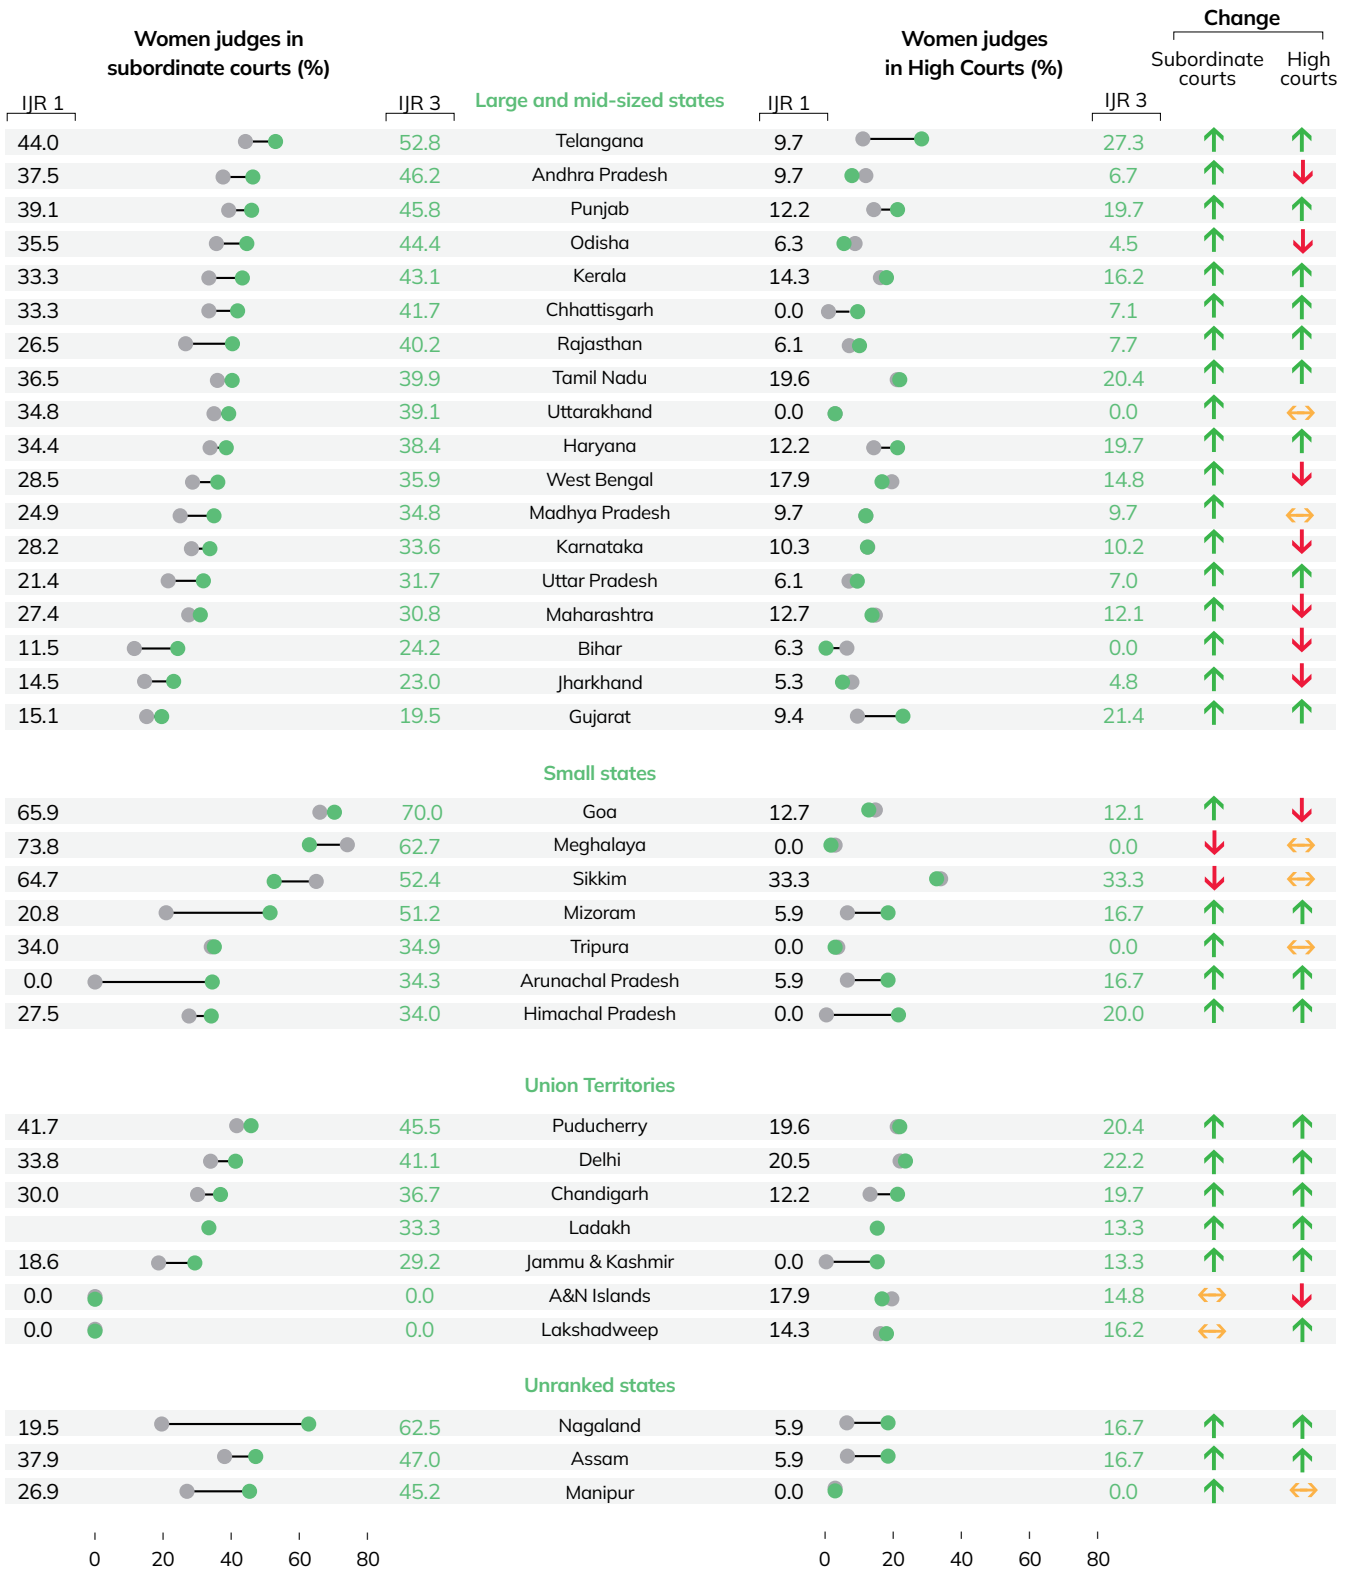 Change
Women judges in
subordinate courts (%)
Women judges
in High Courts (%)
Subordinate
courts
High
courts
IJR 1 IJR 3 Large and mid-sized states IJR 1 IJR 3
44.0 52.8 Telangana 9.7 27.3
37.5 46.2 Andhra Pradesh 9.7 6.7
39.1 45.8 Punjab 12.2 19.7
35.5 44.4 Odisha 6.3 4.5
33.3 43.1 Kerala 14.3 16.2
33.3 41.7 Chhattisgarh 0.0 7.1
26.5 40.2 Rajasthan 6.1 7.7
36.5 39.9 Tamil Nadu 19.6 20.4
34.8 39.1 Uttarakhand 0.0 0.0
34.4 38.4 Haryana 12.2 19.7
28.5 35.9 West Bengal 17.9 14.8
24.9 34.8 Madhya Pradesh 9.7 9.7
28.2 33.6 Karnataka 10.3 10.2
21.4 31.7 Uttar Pradesh 6.1 7.0
27.4 30.8 Maharashtra 12.7 12.1
11.5 24.2 Bihar 6.3 0.0
14.5 23.0 Jharkhand 5.3 4.8
15.1 19.5 Gujarat 9.4 21.4
Small states
65.9 70.0 Goa 12.7 12.1
73.8 62.7 Meghalaya 0.0 0.0
64.7 52.4 Sikkim 33.3 33.3
20.8 51.2 Mizoram 5.9 16.7
34.0 34.9 Tripura 0.0 0.0
0.0 34.3 Arunachal Pradesh 5.9 16.7
27.5 34.0 Himachal Pradesh 0.0 20.0
Union Territories
41.7 45.5 Puducherry 19.6 20.4
33.8 41.1 Delhi 20.5 22.2
30.0 36.7 Chandigarh 12.2 19.7
33.3 Ladakh 13.3
18.6 29.2 Jammu & Kashmir 0.0 13.3
0.0 0.0 A&N Islands 17.9 14.8
0.0 0.0 Lakshadweep 14.3 16.2
Unranked states
19.5 62.5 Nagaland 5.9 16.7
37.9 47.0 Assam 5.9 16.7
26.9 45.2 Manipur 0.0 0.0
0 20 40 60 80 0 20 40 60 80